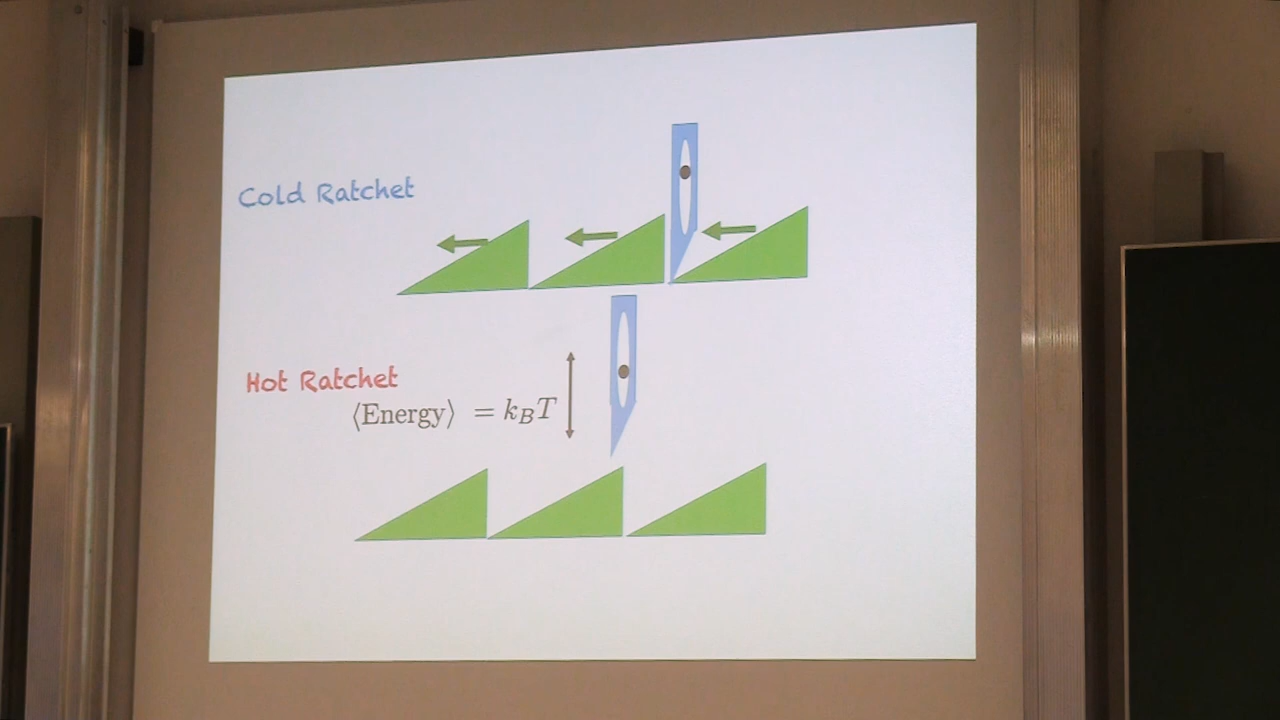 Cold Ratchet
Hot Ratchet
⟨Energy⟩ = k_BT